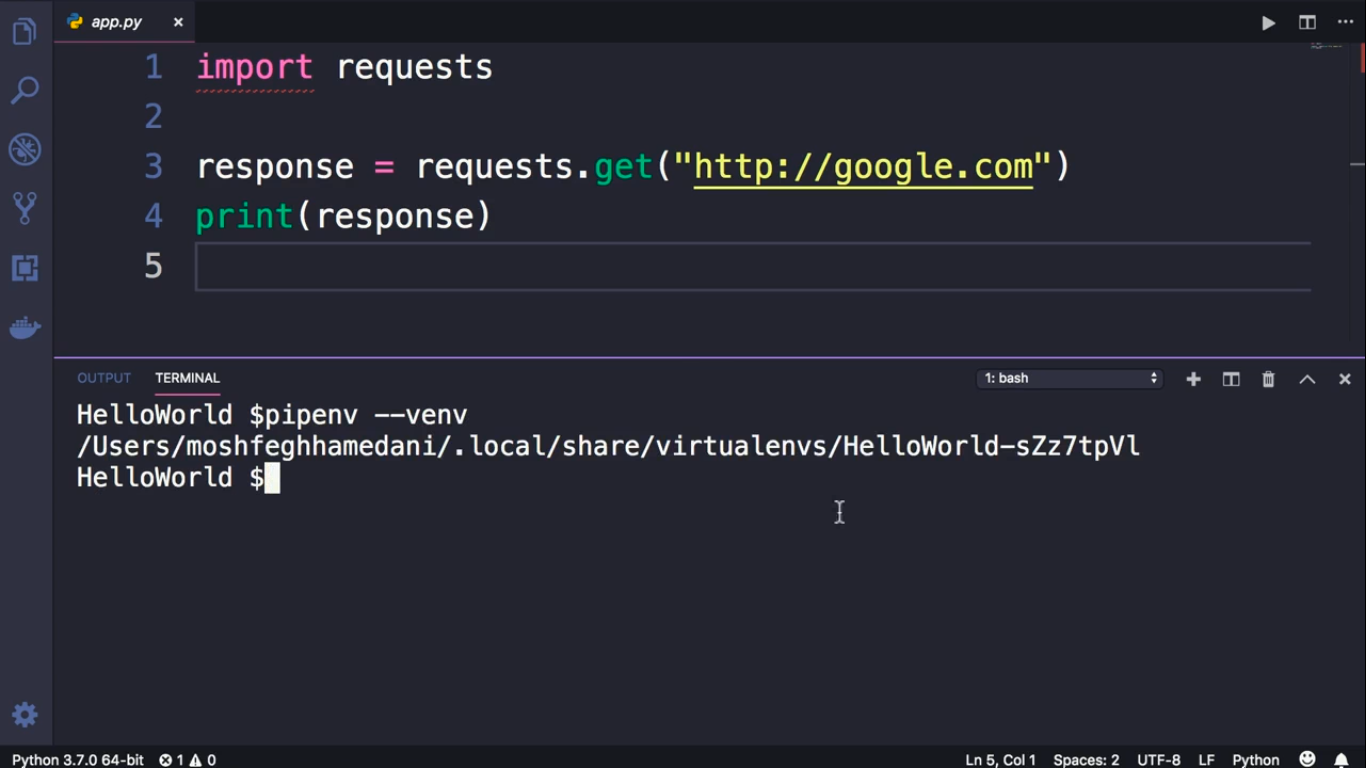 app.py
1 import requests
2
3 response = requests.get("http://google.com")
4 print(response)
5
OUTPUT TERMINAL 1: bash
HelloWorld $pipenv --venv
/Users/moshfeghhamedani/.local/share/virtualenvs/HelloWorld-sZz7tpVl
HelloWorld $
Python 3.7.0 64-bit 1 0 Ln 5, Col 1 Spaces: 2 UTF-8 LF Python